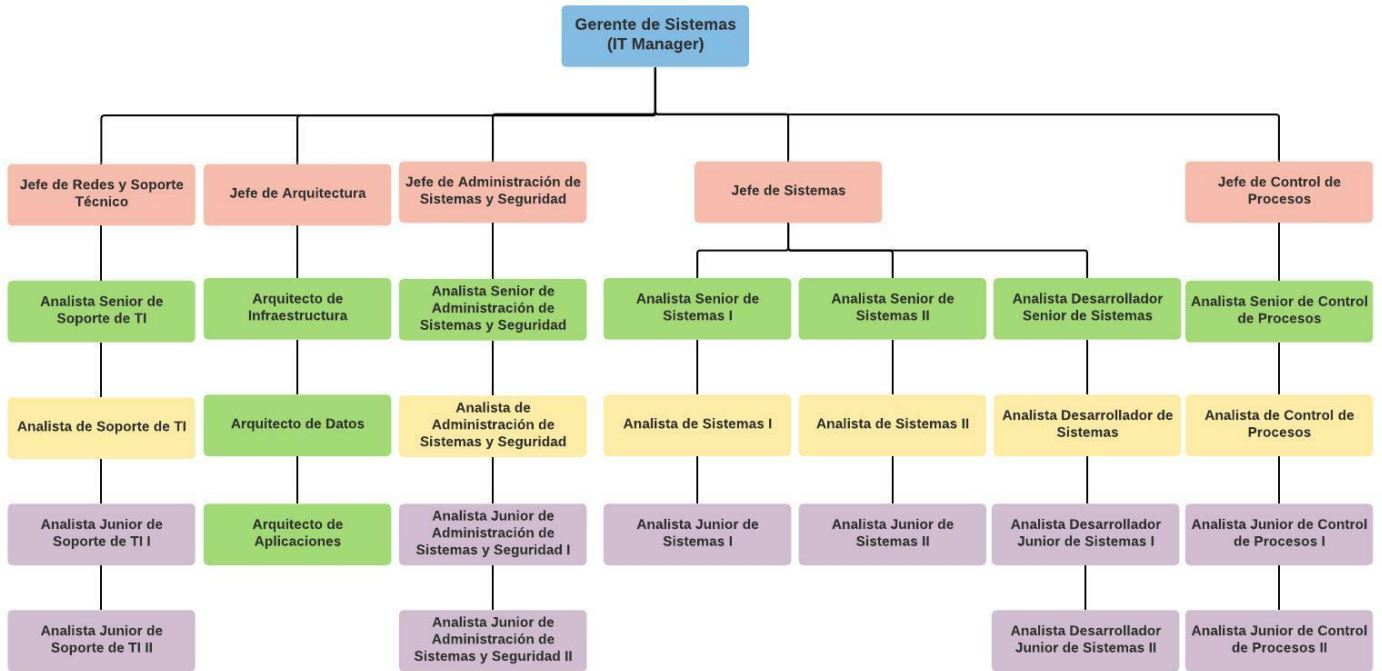 Gerente de Sistemas
(IT Manager)
Jefe de Redes y Soporte
Técnico
Jefe de Arquitectura
Jefe de Administración de
Sistemas y Seguridad
Jefe de Sistemas
Jefe de Control de
Procesos
Analista Senior de
Soporte de TI
Arquitecto de
Infraestructura
Analista Senior de
Administración de
Sistemas y Seguridad
Analista Senior de
Sistemas I
Analista Senior de
Sistemas II
Analista Desarrollador
Senior de Sistemas
Analista Senior de Control
de Procesos
Analista de Soporte de TI
Arquitecto de Datos
Analista de
Administración de
Sistemas y Seguridad
Analista de Sistemas I
Analista de Sistemas II
Analista Desarrollador de
Sistemas
Analista de Control de
Procesos
Analista Junior de
Soporte de TI I
Arquitecto de
Aplicaciones
Analista Junior de
Administración de
Sistemas y Seguridad I
Analista Junior de
Sistemas I
Analista Junior de
Sistemas II
Analista Desarrollador
Junior de Sistemas I
Analista Junior de Control
de Procesos I
Analista Junior de
Soporte de TI II
Analista Junior de
Administración de
Sistemas y Seguridad II
Analista Desarrollador
Junior de Sistemas II
Analista Junior de Control
de Procesos II